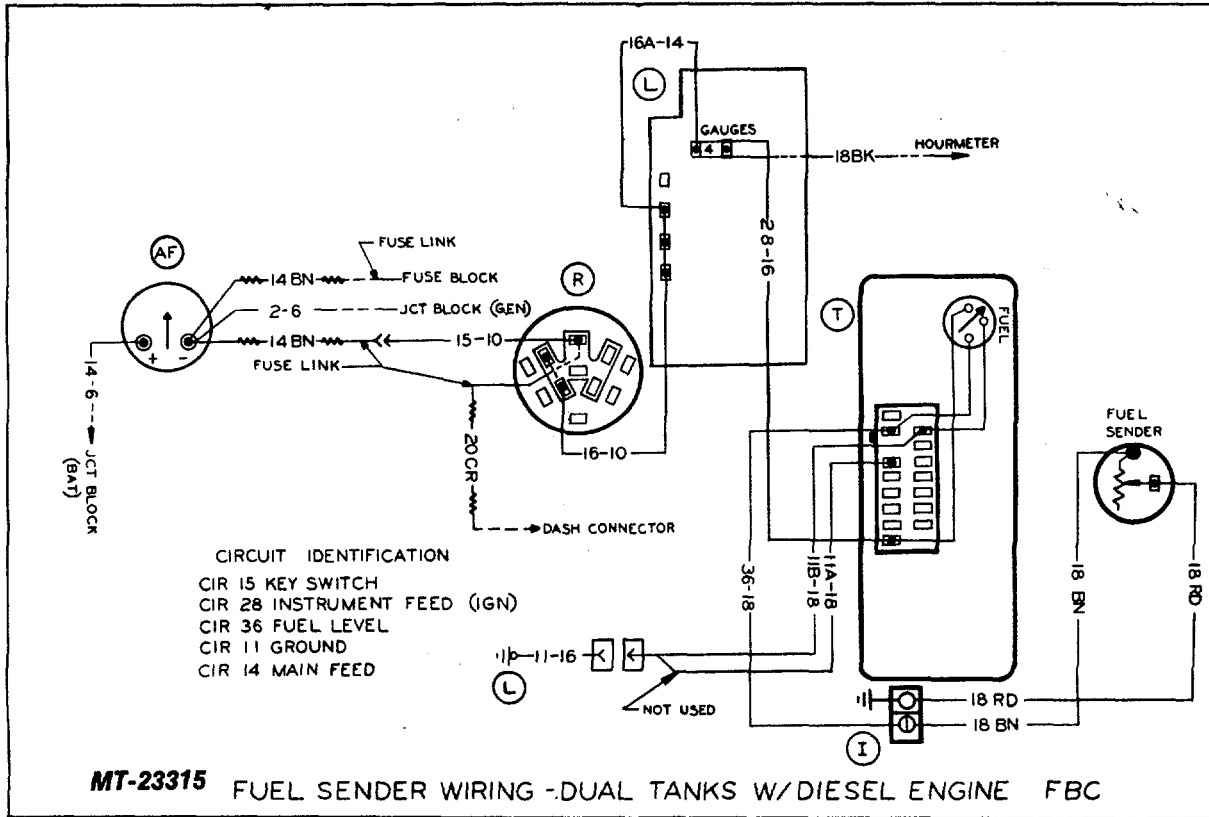 16A-14
L
GAUGES
4
18BK
HOURMETER
28-16
AF
FUSE LINK
14 BN
FUSE BLOCK
2-6
JCT BLOCK (GEN)
14 BN
15-10
FUSE LINK
+
-
R
T
FUEL
14-6
JCT BLOCK
(BAT)
16-10
20CR
DASH CONNECTOR
FUEL
SENDER
36-18
11B-18
11A-18
18 BN
18 RD
CIRCUIT IDENTIFICATION
CIR 15 KEY SWITCH
CIR 28 INSTRUMENT FEED (IGN)
CIR 36 FUEL LEVEL
CIR 11 GROUND
CIR 14 MAIN FEED
11-16
L
NOT USED
18 RD
18 BN
I
MT-23315
FUEL SENDER WIRING -.DUAL TANKS W/DIESEL ENGINE FBC